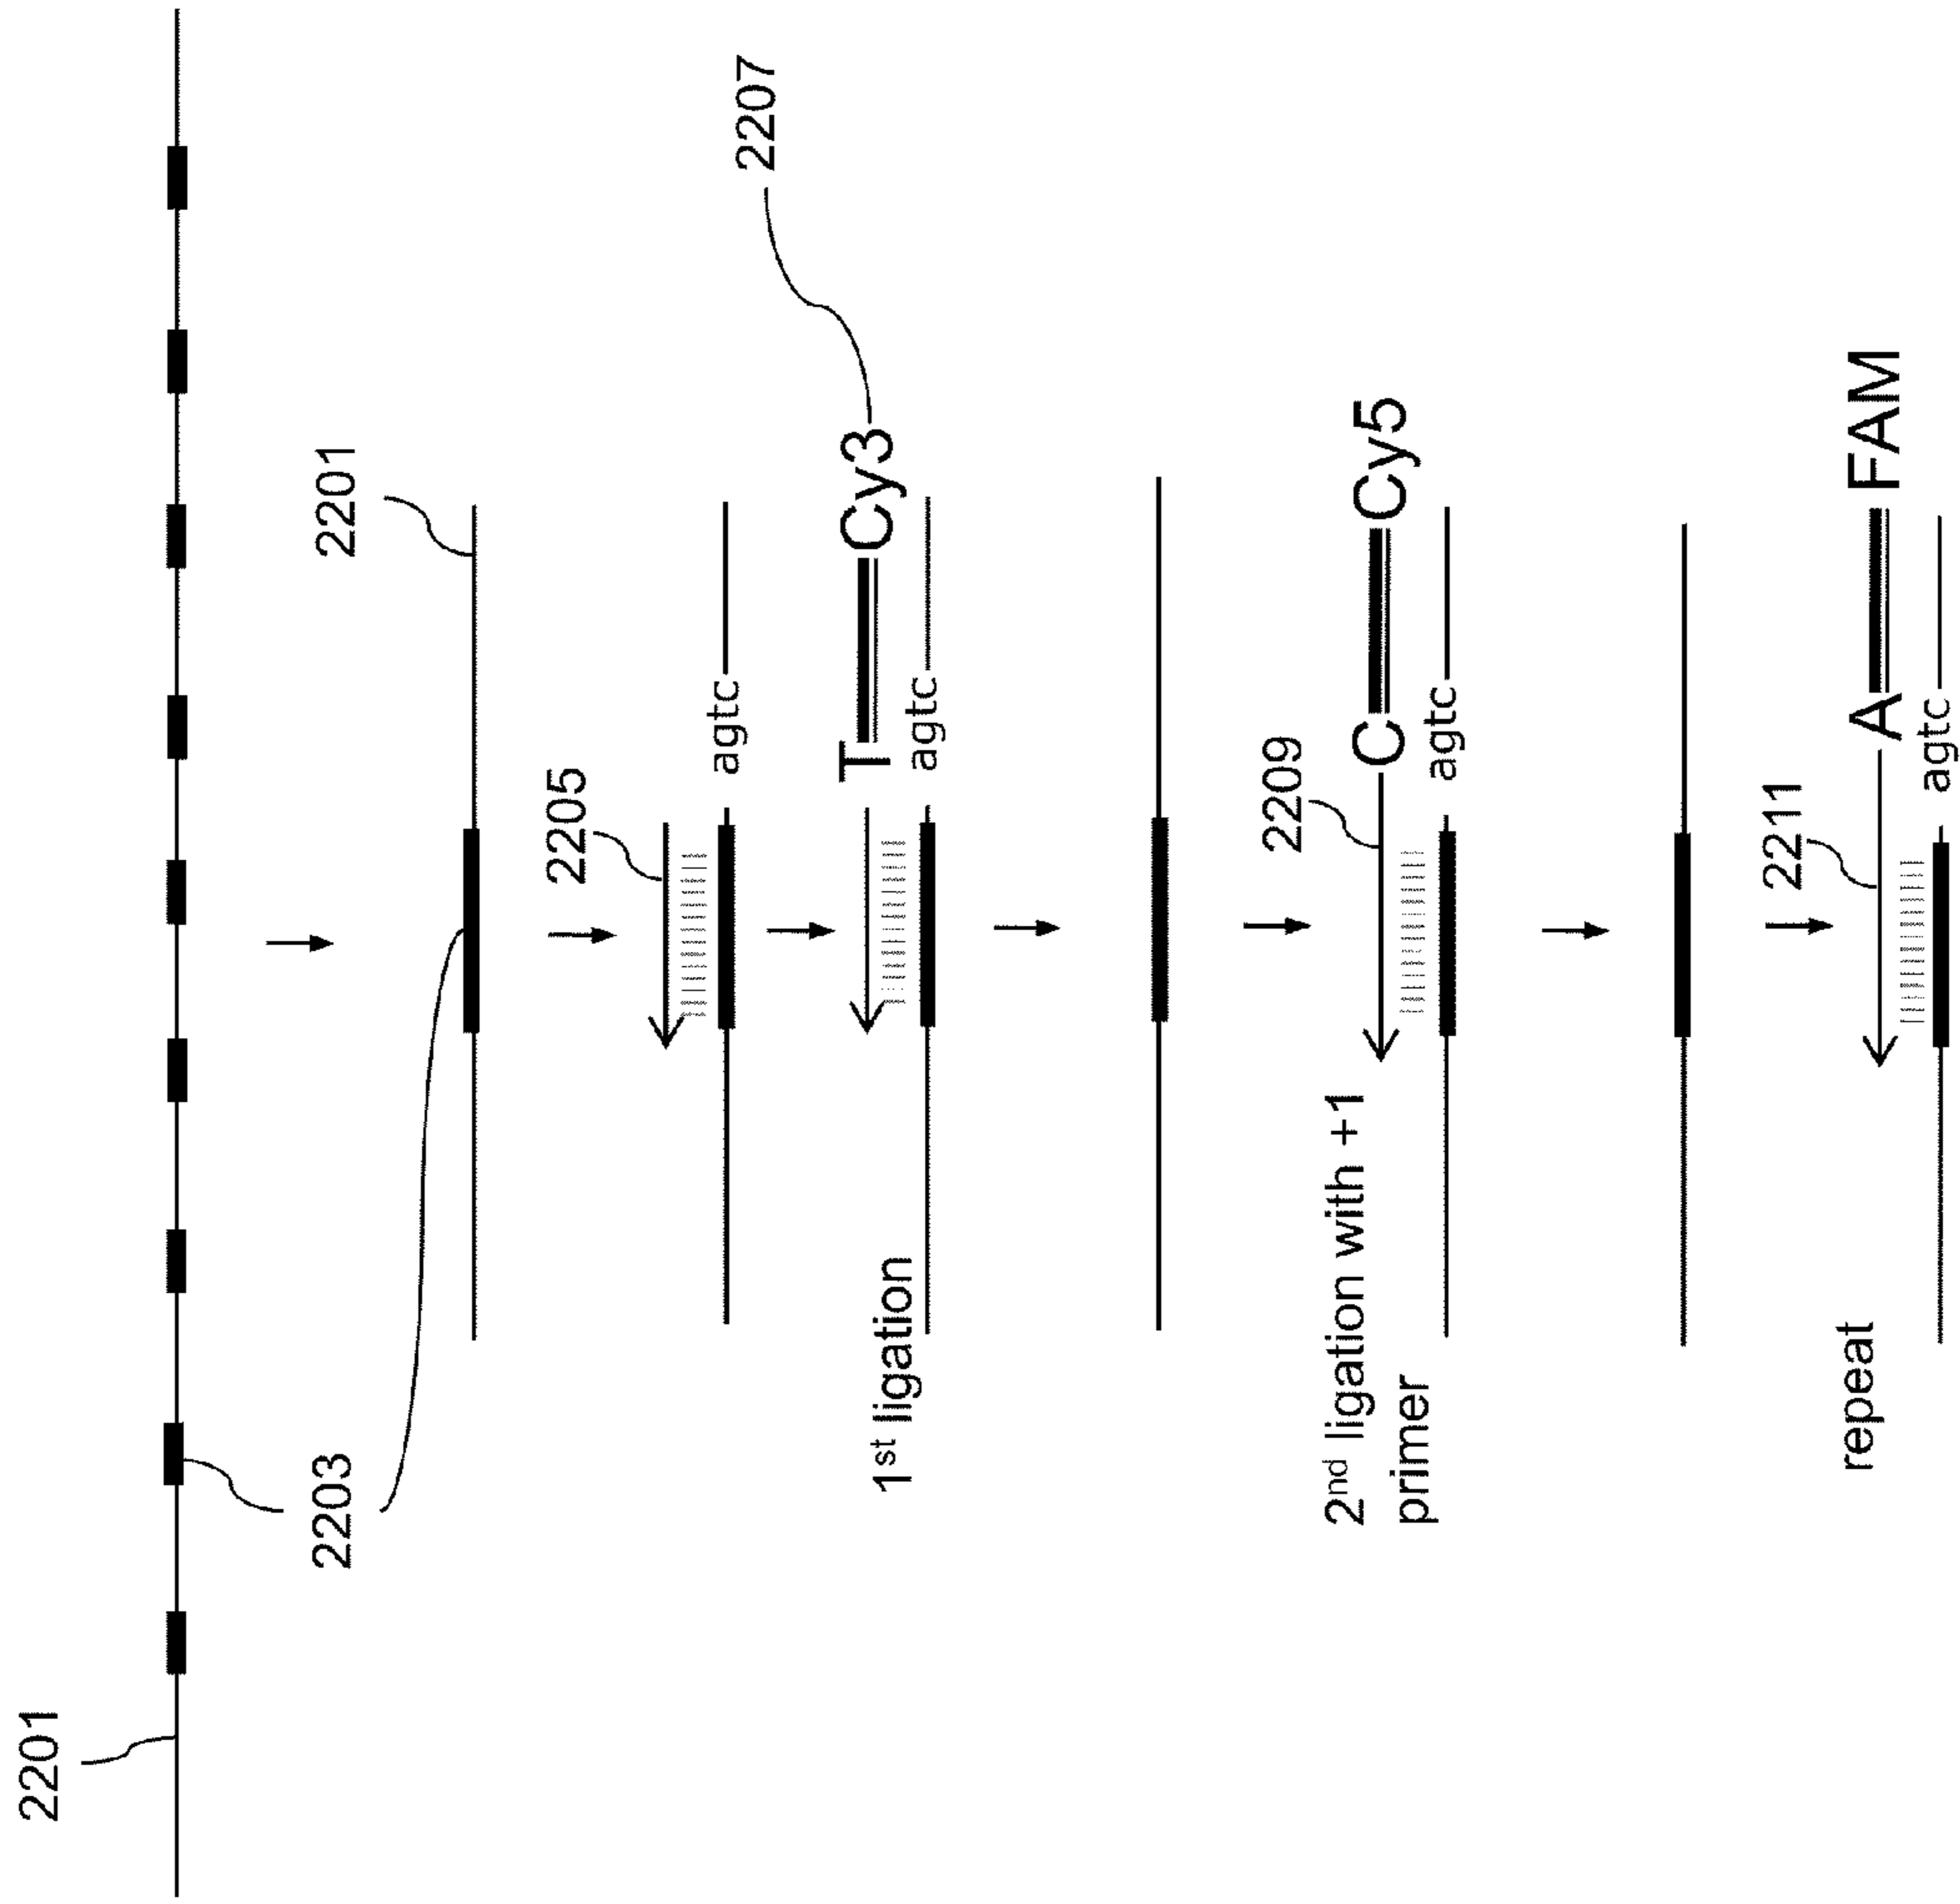 2201
2203
2201
2205
agtc
1st ligation
T
Cy3
2207
agtc
2nd ligation with +1
primer
2209
C
Cy5
agtc
repeat
2211
A
FAM
agtc